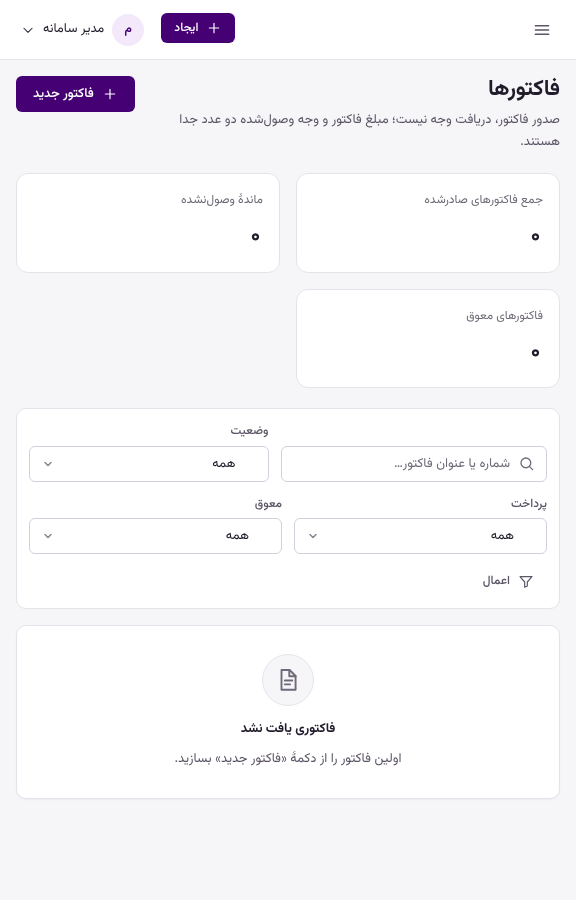 ایجاد
م
مدیر سامانه
فاکتورها
فاکتور جدید
صدور فاکتور، دریافت وجه نیست؛ مبلغ فاکتور و وجه وصول‌شده دو عدد جدا
هستند.
جمع فاکتورهای صادرشده
۰
ماندهٔ وصول‌نشده
۰
فاکتورهای معوق
۰
وضعیت
شماره یا عنوان فاکتور…
همه
پرداخت
معوق
همه
همه
اعمال
فاکتوری یافت نشد
اولین فاکتور را از دکمهٔ «فاکتور جدید» بسازید.